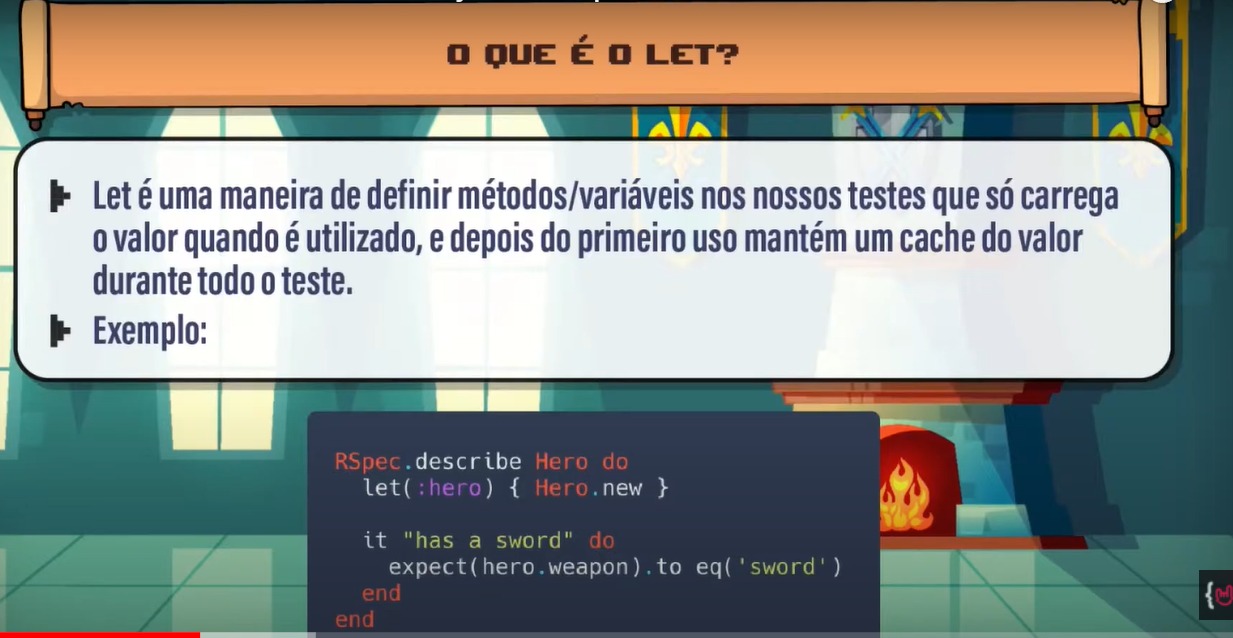 O QUE É O LET?
Let é uma maneira de definir métodos/variáveis nos nossos testes que só carrega
o valor quando é utilizado, e depois do primeiro uso mantém um cache do valor
durante todo o teste.
Exemplo:
RSpec.describe Hero do
  let(:hero) { Hero.new }

  it "has a sword" do
    expect(hero.weapon).to eq('sword')
  end
end